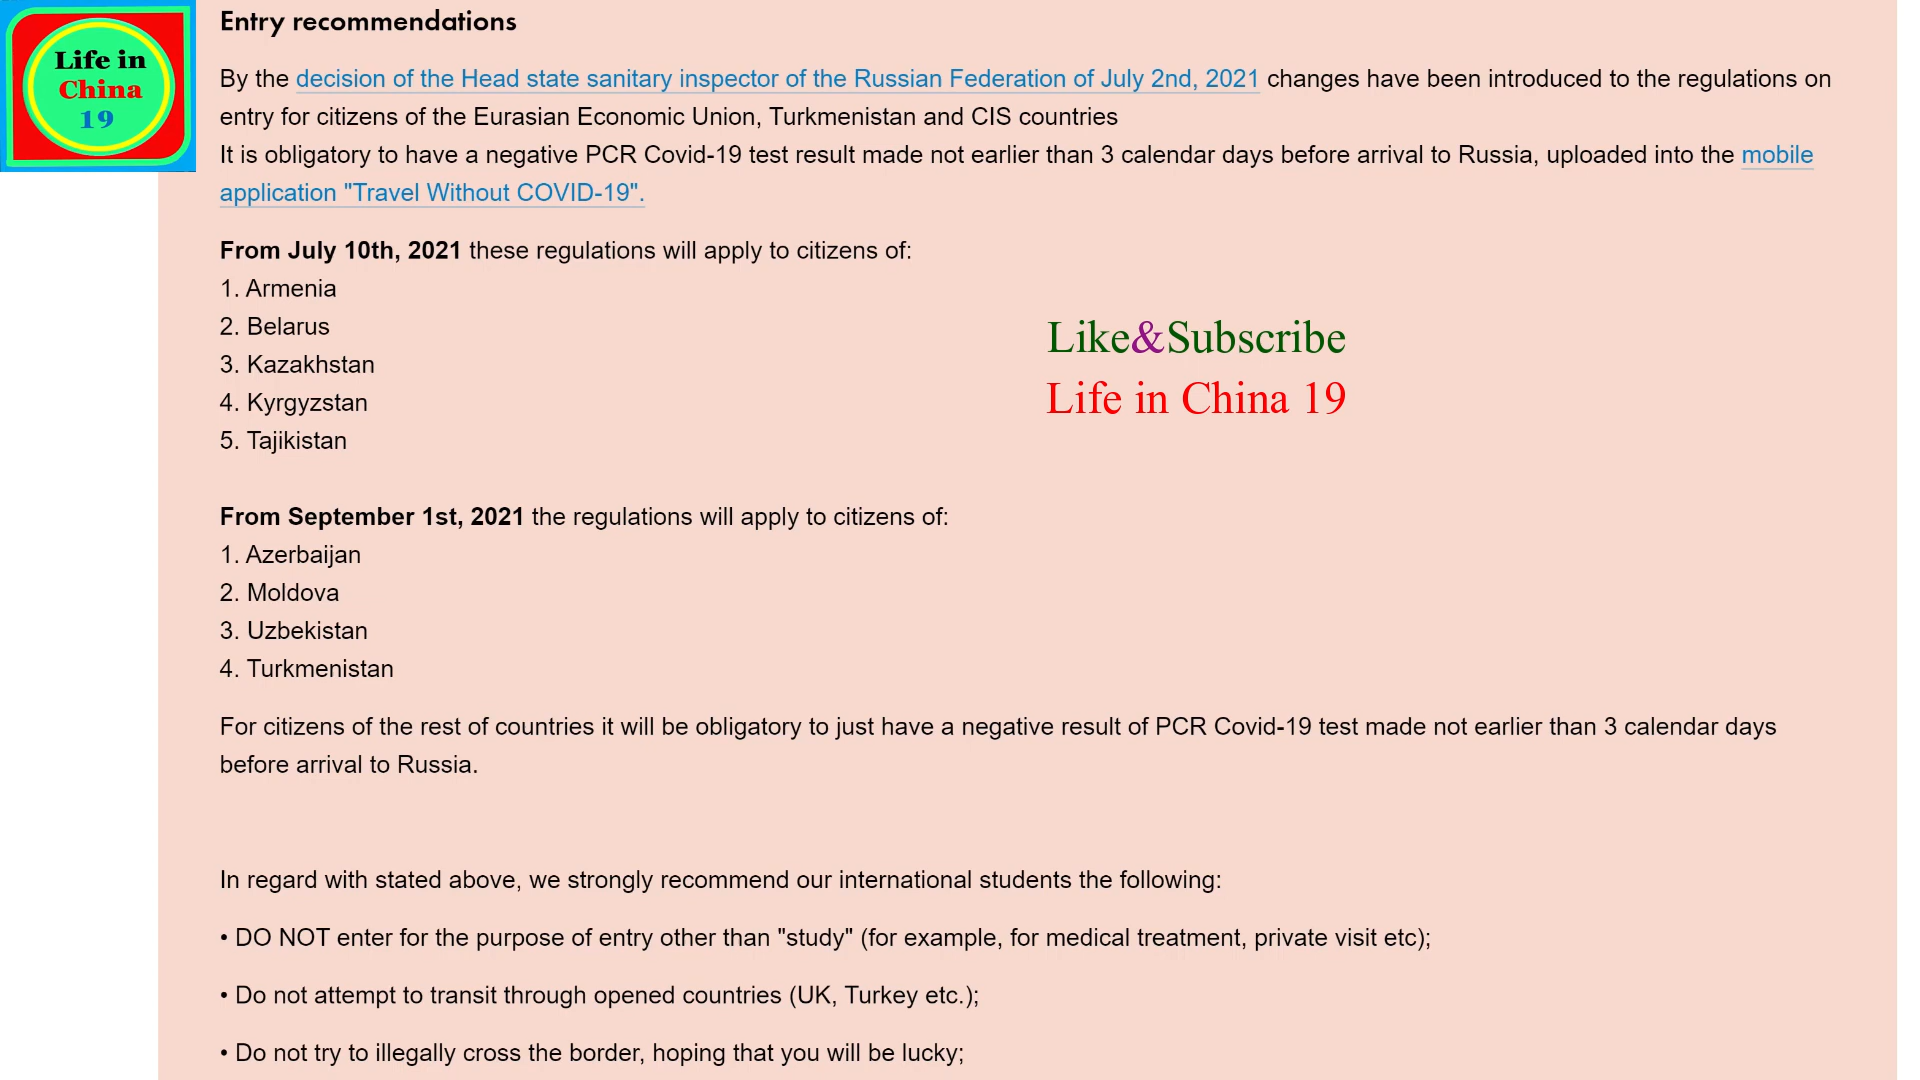 Life in
China
19
Entry recommendations
By the decision of the Head state sanitary inspector of the Russian Federation of July 2nd, 2021 changes have been introduced to the regulations on
entry for citizens of the Eurasian Economic Union, Turkmenistan and CIS countries
It is obligatory to have a negative PCR Covid-19 test result made not earlier than 3 calendar days before arrival to Russia, uploaded into the mobile
application "Travel Without COVID-19".
From July 10th, 2021 these regulations will apply to citizens of:
1. Armenia
2. Belarus
3. Kazakhstan
4. Kyrgyzstan
5. Tajikistan
Like&Subscribe
Life in China 19
From September 1st, 2021 the regulations will apply to citizens of:
1. Azerbaijan
2. Moldova
3. Uzbekistan
4. Turkmenistan
For citizens of the rest of countries it will be obligatory to just have a negative result of PCR Covid-19 test made not earlier than 3 calendar days
before arrival to Russia.
In regard with stated above, we strongly recommend our international students the following:
• DO NOT enter for the purpose of entry other than "study" (for example, for medical treatment, private visit etc);
• Do not attempt to transit through opened countries (UK, Turkey etc.);
• Do not try to illegally cross the border, hoping that you will be lucky;